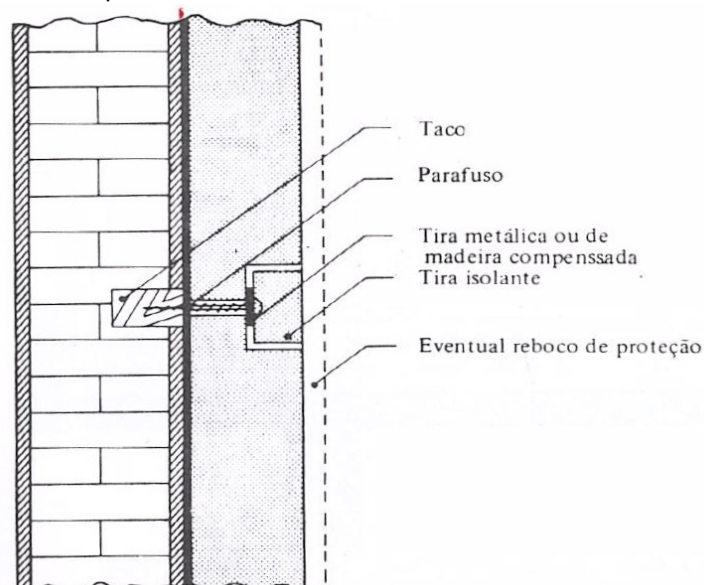 Taco
Parafuso
Tira metálica ou de
madeira compenssada
Tira isolante
Eventual reboco de proteção